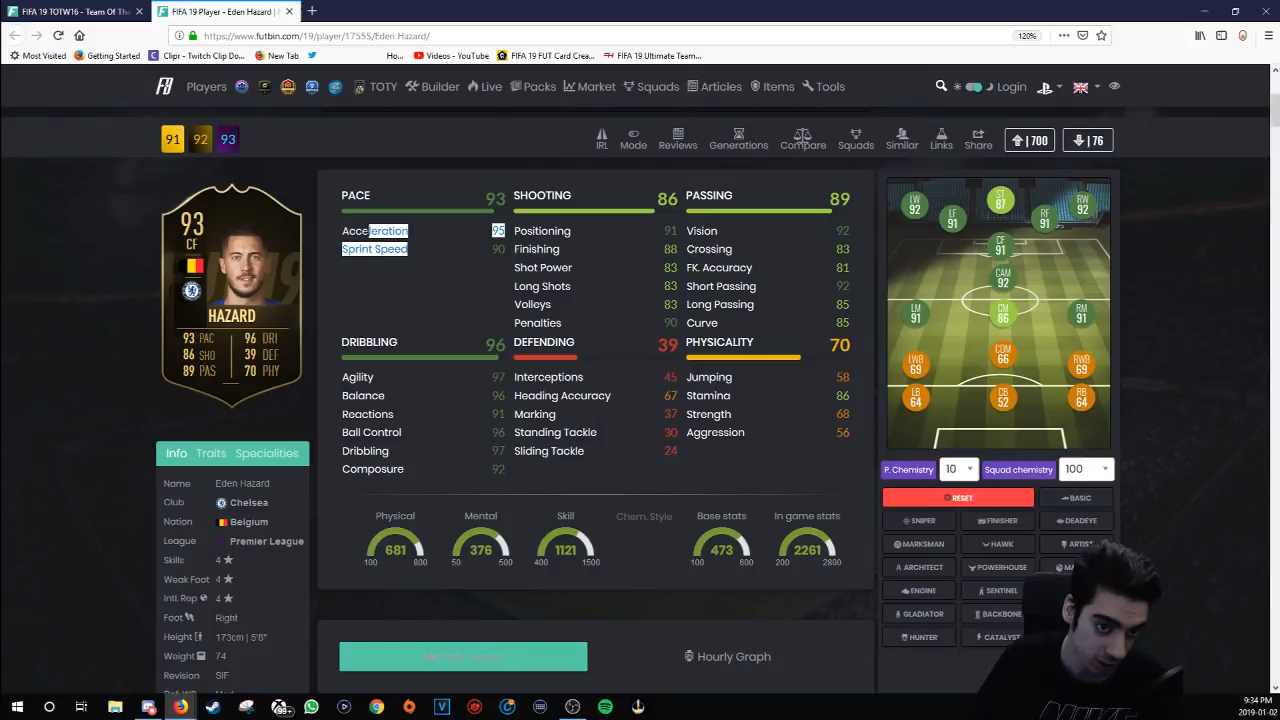 FIFA 19 TOTW16 - Team Of The
FIFA 19 Player - Eden Hazard |
https://www.futbin.com/19/player/17555/Eden Hazard/
120%
Most Visited Getting Started Clipr - Twitch Clip Do... New Tab Ho... Videos - YouTube FIFA 19 FUT Card Crea... FIFA 19 Ultimate Team...
Players TOTY Builder Live Packs Market Squads Articles Items Tools Login
91 92 93
IRL Mode Reviews Generations Compare Squads Similar Links Share 700 76
93
CF
HAZARD
93 PAC 96 DRI
86 SHO 39 DEF
89 PAS 70 PHY
PACE 93
Acceleration 95
Sprint Speed 90
SHOOTING 86
Positioning 91
Finishing 88
Shot Power 83
Long Shots 83
Volleys 83
Penalties 90
PASSING 89
Vision 92
Crossing 83
FK. Accuracy 81
Short Passing 92
Long Passing 85
Curve 85
DRIBBLING 96
Agility 97
Balance 96
Reactions 91
Ball Control 96
Dribbling 97
Composure 92
DEFENDING 39
Interceptions 45
Heading Accuracy 67
Marking 37
Standing Tackle 30
Sliding Tackle 24
PHYSICALITY 70
Jumping 58
Stamina 86
Strength 68
Aggression 56
Physical Mental Skill Chem. Style Base stats In game stats
681 376 1121 473 2261
100 800 50 500 400 1500 100 600 200 2800
Hourly Graph
Info Traits Specialities
Name Eden Hazard
Club Chelsea
Nation Belgium
League Premier League
Skills 4
Weak Foot 4
Intl. Rep 4
Foot Right
Height 173cm | 5'8"
Weight 74
Revision SIF
LW 92
LF 91
ST 87
RF 91
RW 92
CF 91
CAM 92
LM 91
CM 86
RM 91
LWB 69
CDM 66
RWB 69
LB 64
CB 52
RB 64
P. Chemistry 10 Squad chemistry 100
RESET BASIC
SNIPER FINISHER DEADEYE
MARKSMAN HAWK ARTIST
ARCHITECT POWERHOUSE
ENGINE SENTINEL
GLADIATOR BACKBONE
HUNTER CATALYST
99+
9:34 PM
2019-01-02